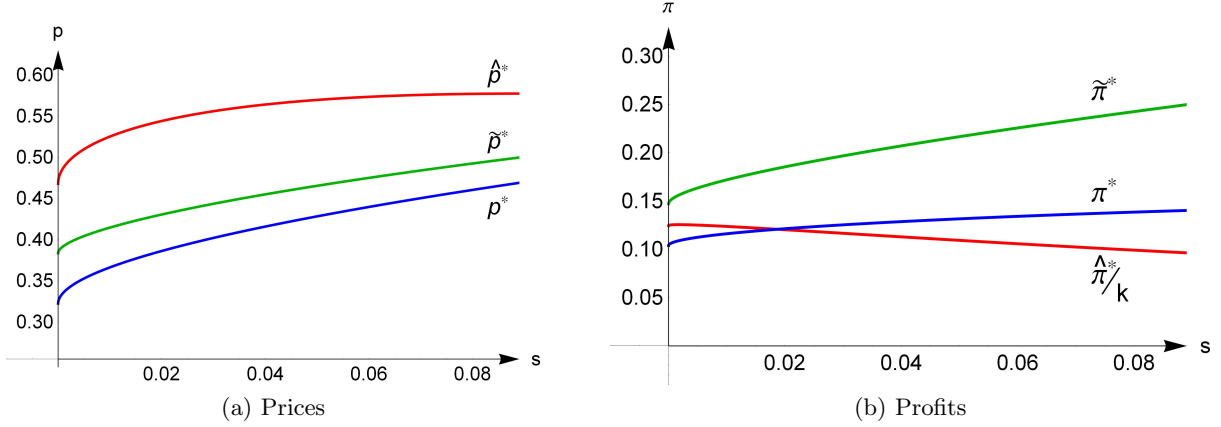 p
0.60
0.55
0.50
0.45
0.40
0.35
0.30
0.02 0.04 0.06 0.08
s
p̂*
p̃*
p*
(a) Prices
π
0.30
0.25
0.20
0.15
0.10
0.05
0.02 0.04 0.06 0.08
s
π̃*
π*
π̂*/k
(b) Profits